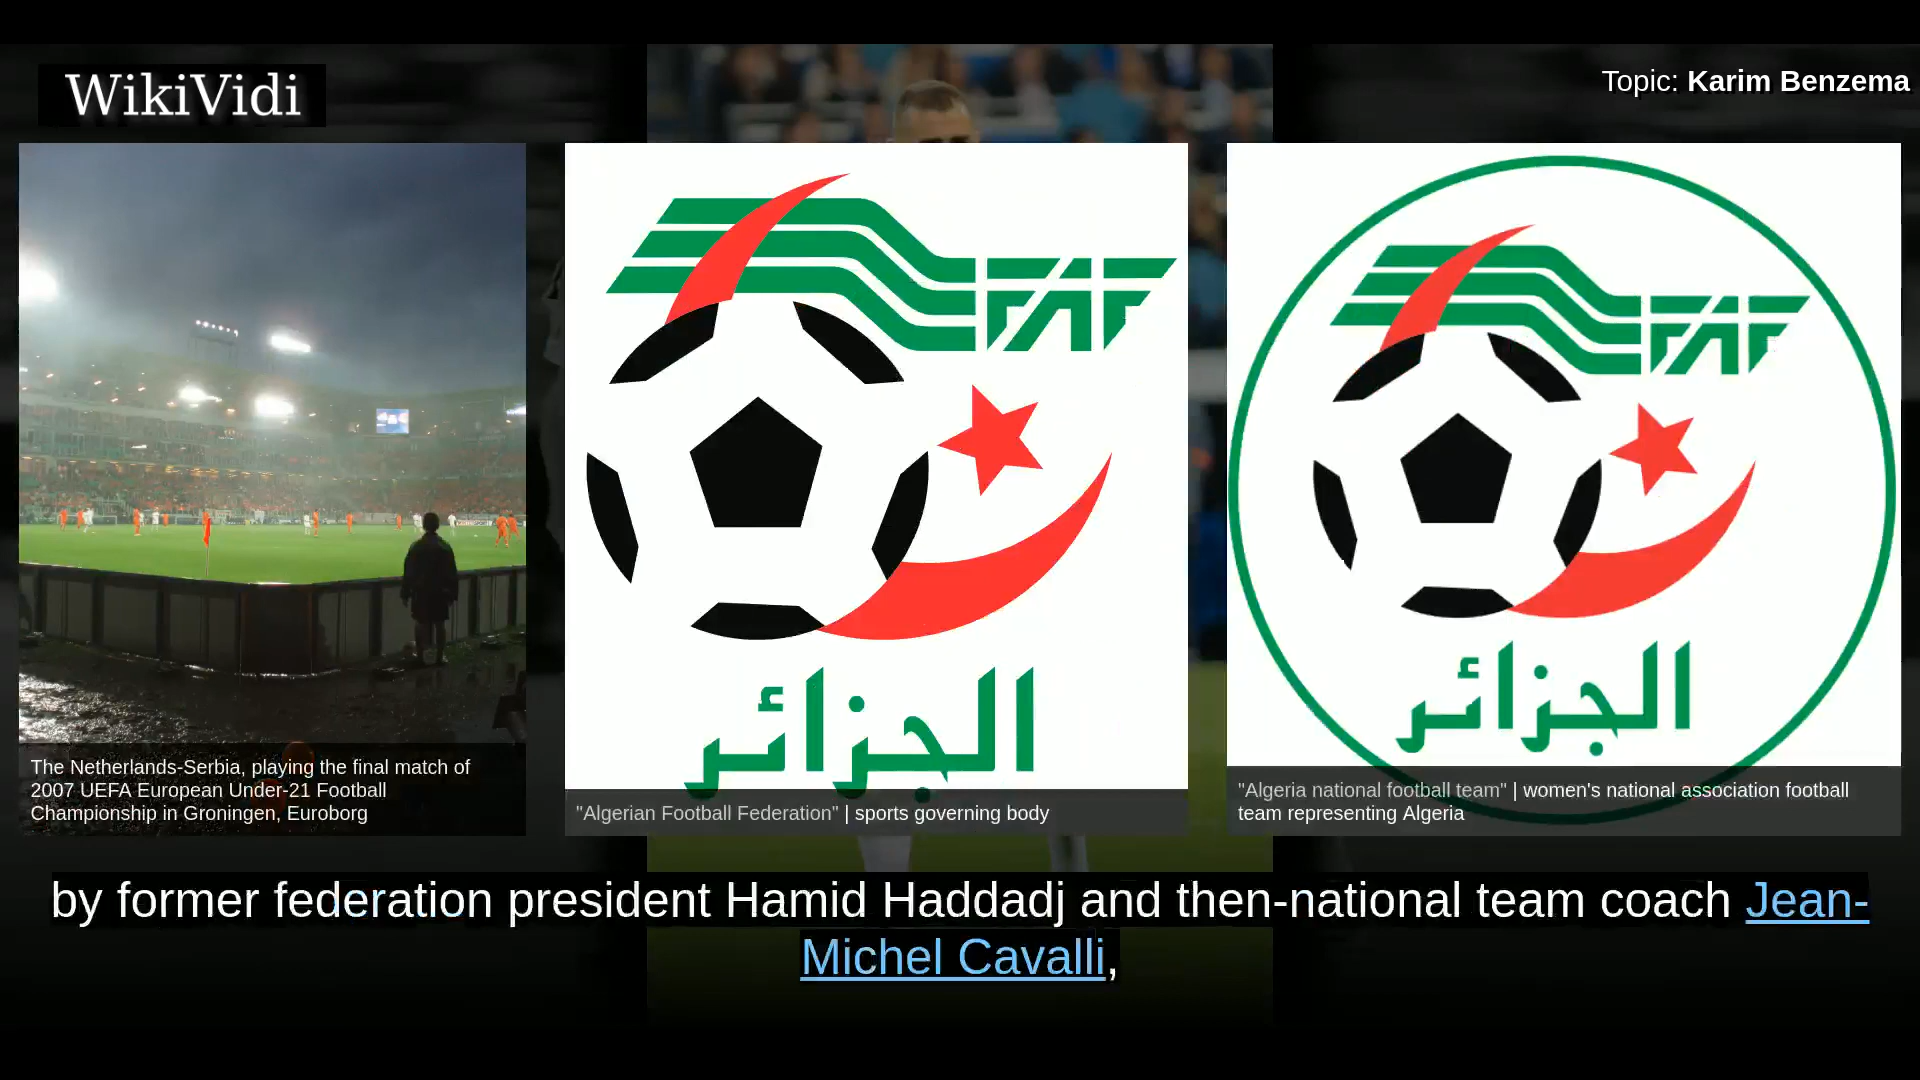 WikiVidi
Topic: Karim Benzema
The Netherlands-Serbia, playing the final match of
2007 UEFA European Under-21 Football
Championship in Groningen, Euroborg
FAF
الجزائر
"Algerian Football Federation" | sports governing body
FAF
الجزائر
"Algeria national football team" | women's national association football
team representing Algeria
by former federation president Hamid Haddadj and then-national team coach Jean-
Michel Cavalli,